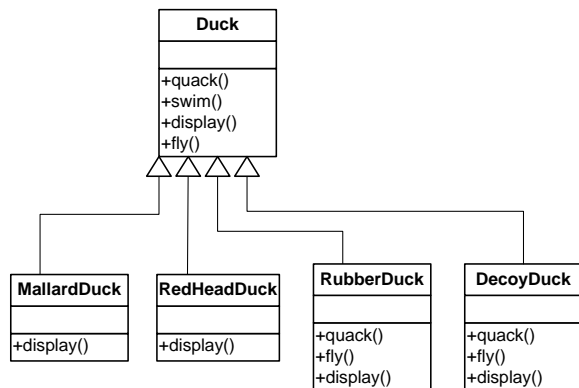 Duck
+quack()
+swim()
+display()
+fly()
MallardDuck
+display()
RedHeadDuck
+display()
RubberDuck
+quack()
+fly()
+display()
DecoyDuck
+quack()
+fly()
+display()